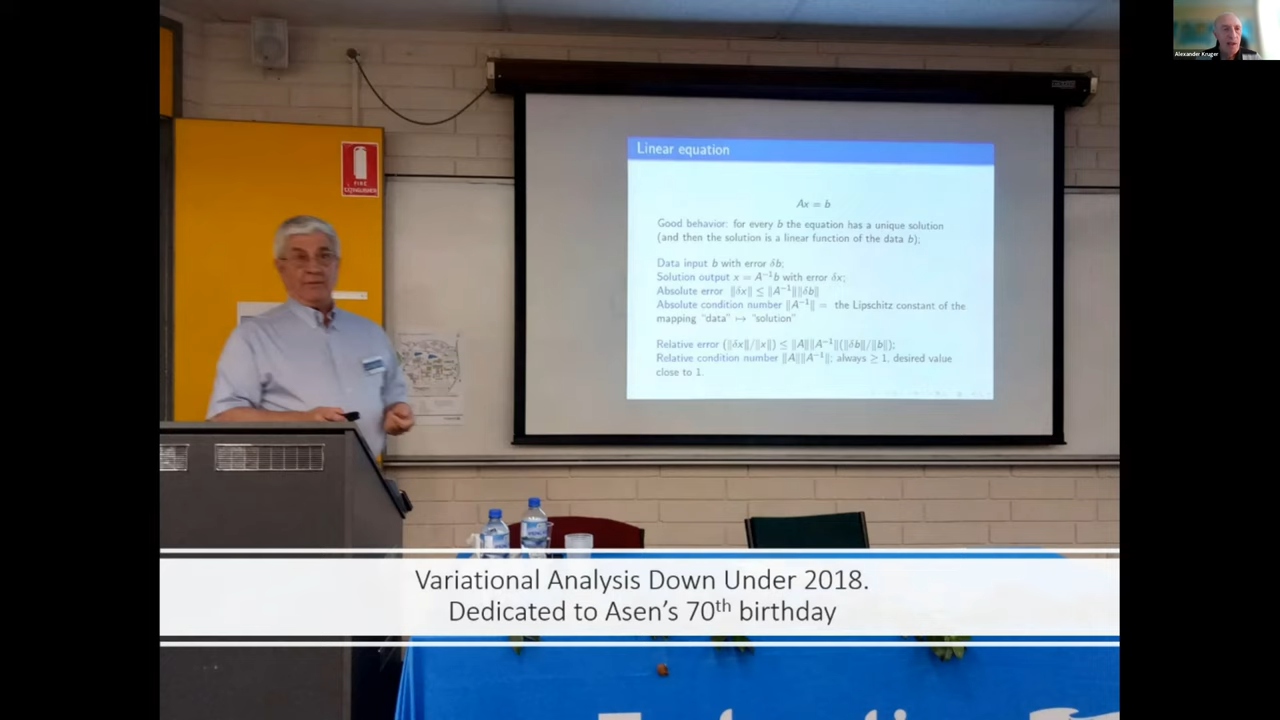 Alexander Kruger
FIRE
EXTINGUISHER
Linear equation
Ax = b
Good behavior: for every b the equation has a unique solution
(and then the solution is a linear function of the data b);
Data input b with error δb;
Solution output x = A⁻¹b with error δx;
Absolute error ‖δx‖ ≤ ‖A⁻¹‖‖δb‖
Absolute condition number ‖A⁻¹‖ = the Lipschitz constant of the
mapping “data” ↦ “solution”
Relative error (‖δx‖/‖x‖) ≤ ‖A‖‖A⁻¹‖(‖δb‖/‖b‖);
Relative condition number ‖A‖‖A⁻¹‖; always ≥ 1, desired value
close to 1.
Variational Analysis Down Under 2018.
Dedicated to Asen’s 70th birthday